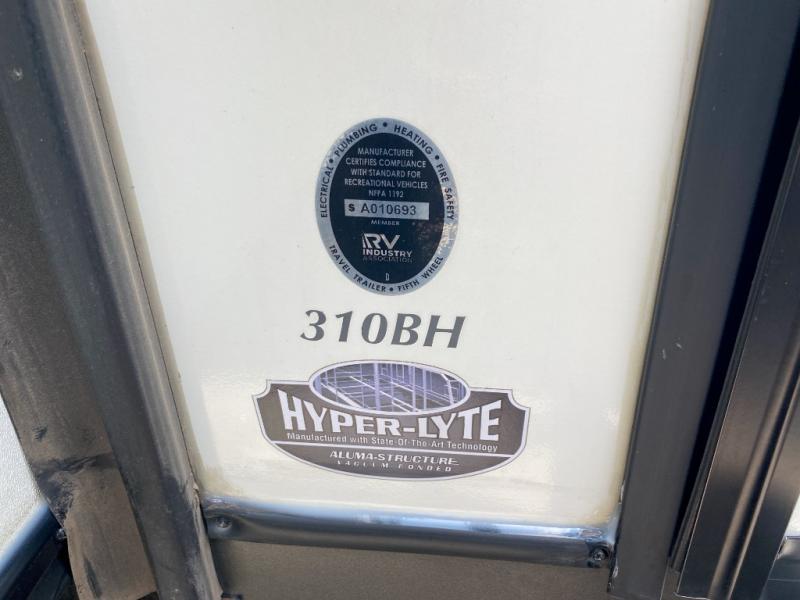 ELECTRICAL • PLUMBING • HEATING • FIRE SAFETY
MANUFACTURER
CERTIFIES COMPLIANCE
WITH STANDARD FOR
RECREATIONAL VEHICLES
NFPA 1192
S A010693
MEMBER
RV
INDUSTRY
ASSOCIATION
D
TRAVEL TRAILER • FIFTH WHEEL
310BH
HYPER-LYTE
Manufactured with State-Of-The-Art Technology
ALUMA-STRUCTURE
VACUUM BONDED